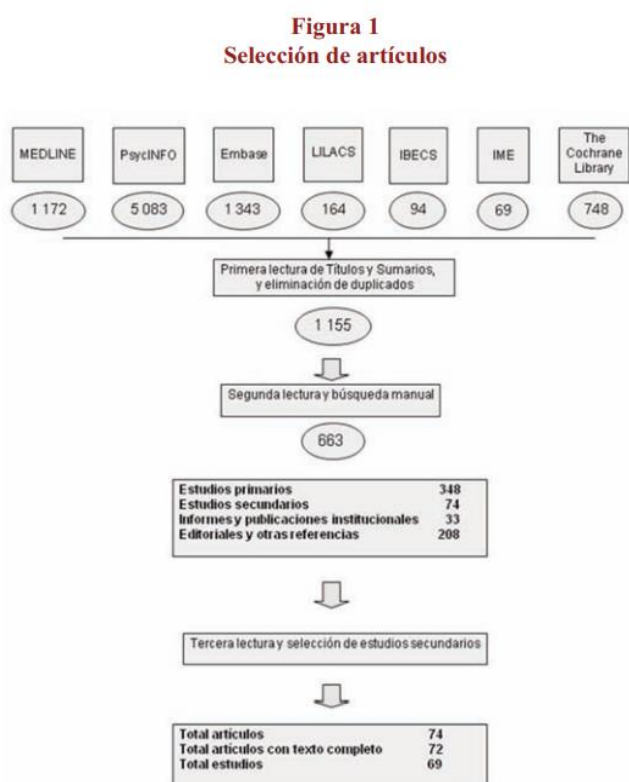 Figura 1
Selección de artículos
MEDLINE
PsycINFO
Embase
LILACS
IBECS
IME
The
Cochrane
Library
1 172
5 083
1 343
164
94
69
748
Primera lectura de Títulos y Sumarios,
y eliminación de duplicados
1 155
Segunda lectura y búsqueda manual
663
Estudios primarios 348
Estudios secundarios 74
Informes y publicaciones institucionales 33
Editoriales y otras referencias 208
Tercera lectura y selección de estudios secundarios
Total artículos 74
Total artículos con texto completo 72
Total estudios 69